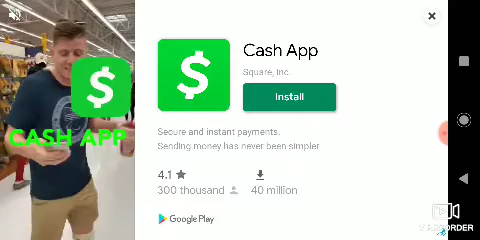 $
CASH APP
$
Cash App
Square, Inc.
Install
Secure and instant payments.
Sending money has never been simpler
4.1
300 thousand
40 million
Google Play
V RECORDER